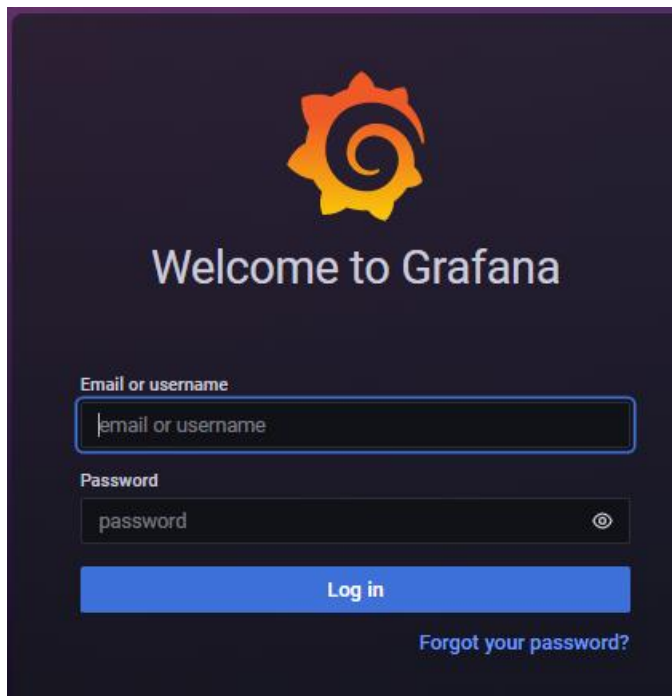 Welcome to Grafana
Email or username
email or username
Password
password
Log in
Forgot your password?